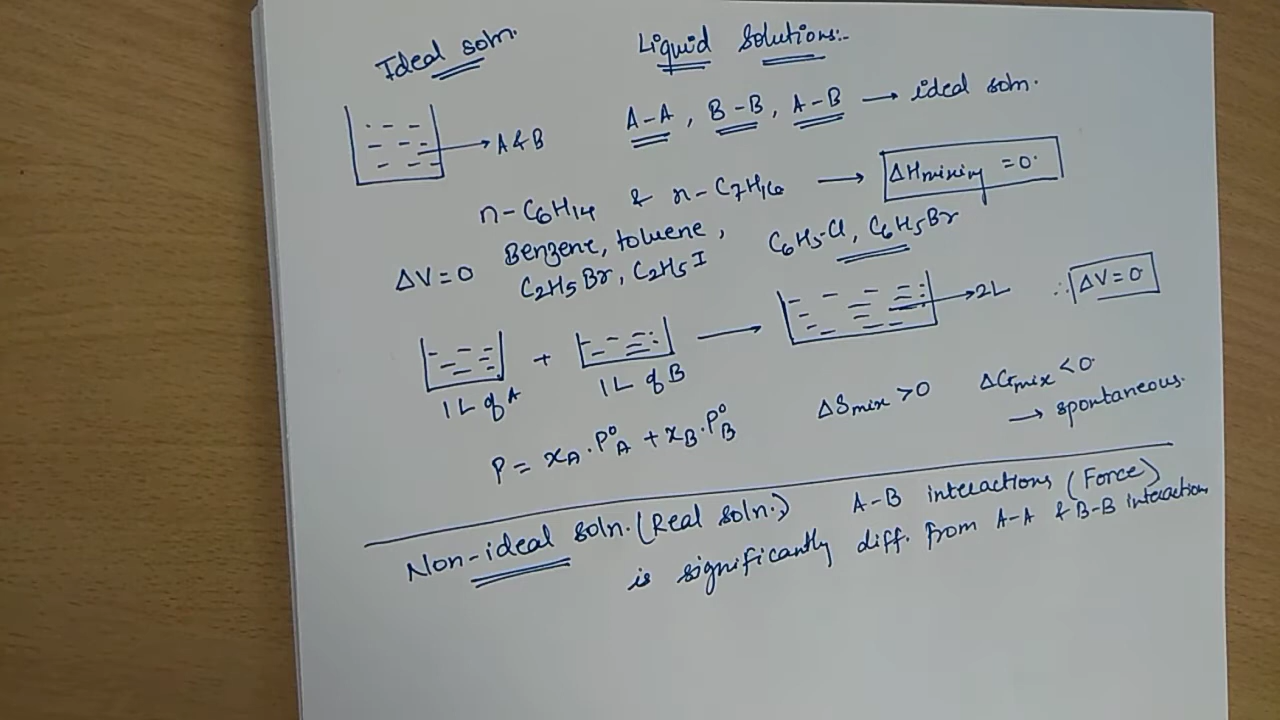 Ideal soln.
Liquid Solutions:-
A & B
A-A, B-B, A-B → ideal soln.
n-C6H14 & n-C7H16 → ΔHmixing = 0.
ΔV=0
Benzene, toluene,
C2H5Br, C2H5I
C6H5-Cl, C6H5Br
+
→
2L
∴ ΔV=0
1L of A
1L of B
P = xA.P°A + xB.P°B
ΔSmix >0
ΔGmix <0
→ spontaneous.
Non-ideal soln.(Real soln.)
A-B interactions (Force)
is significantly diff. from A-A & B-B interaction